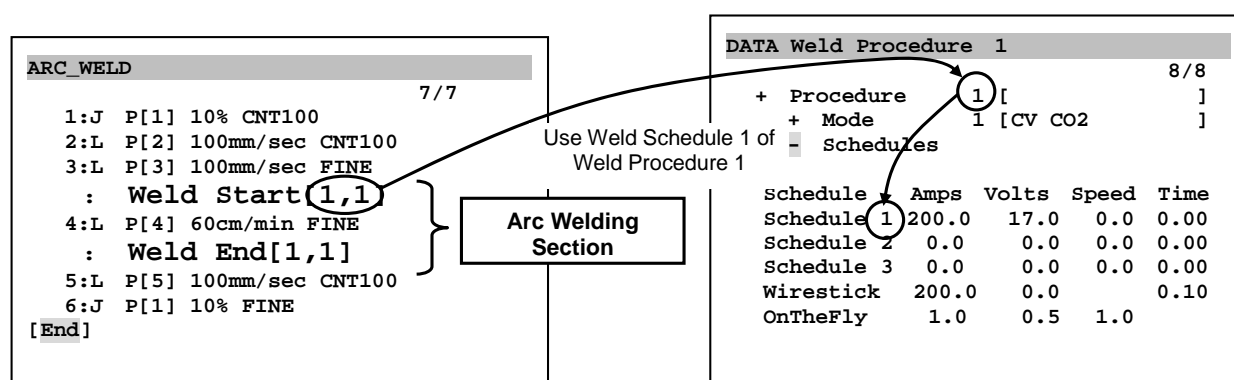 ARC_WELD
7/7
1:J P[1] 10% CNT100
2:L P[2] 100mm/sec CNT100
3:L P[3] 100mm/sec FINE
: Weld Start[1,1]
4:L P[4] 60cm/min FINE
: Weld End[1,1]
5:L P[5] 100mm/sec CNT100
6:J P[1] 10% FINE
[End]
Arc Welding
Section
Use Weld Schedule 1 of
Weld Procedure 1
DATA Weld Procedure 1
8/8
+ Procedure 1 [ ]
+ Mode 1 [CV CO2 ]
- Schedules
Schedule Amps Volts Speed Time
Schedule 1 200.0 17.0 0.0 0.00
Schedule 2 0.0 0.0 0.0 0.00
Schedule 3 0.0 0.0 0.0 0.00
Wirestick 200.0 0.0 0.10
OnTheFly 1.0 0.5 1.0